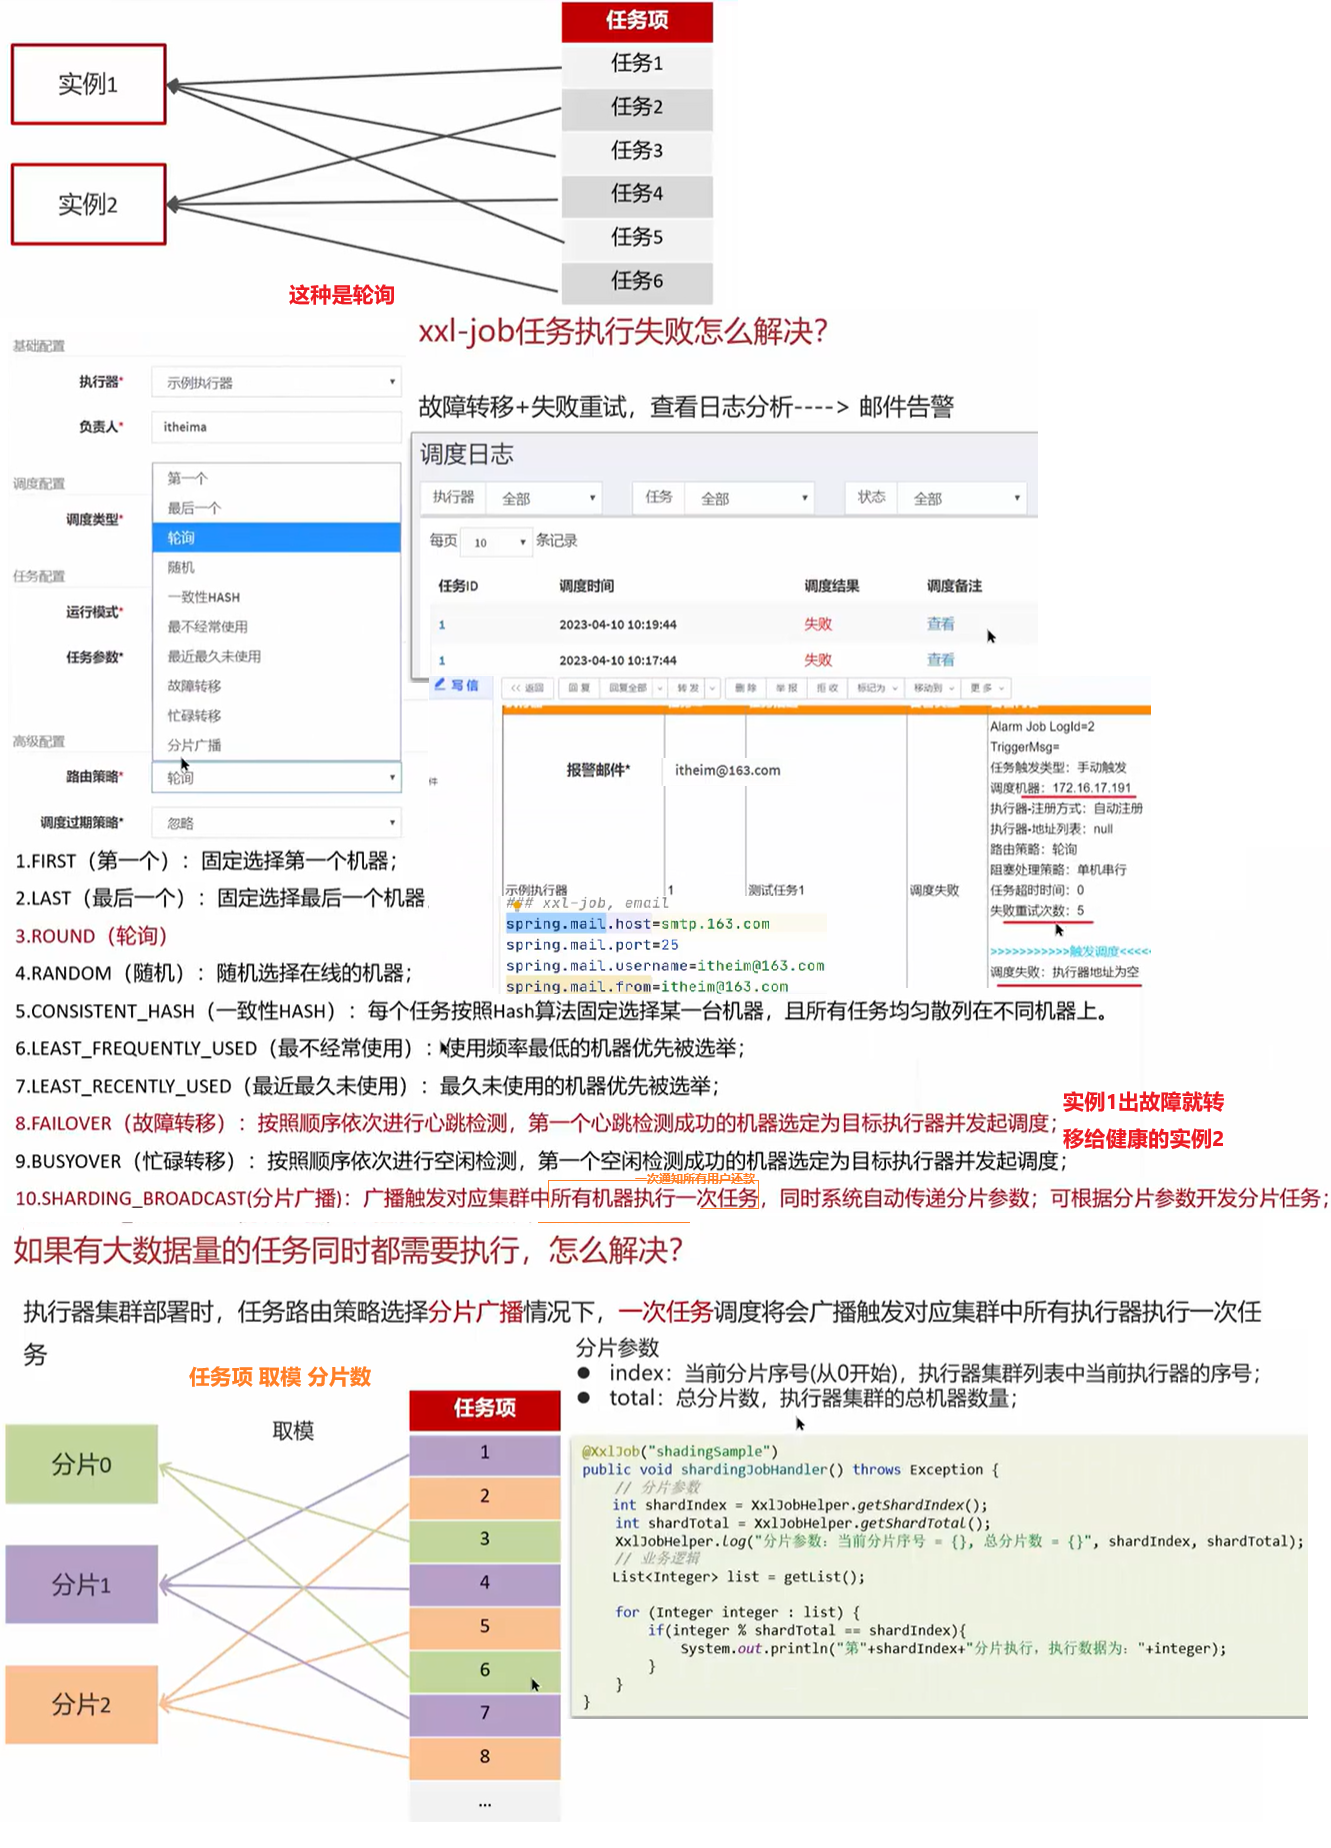 任务项
实例1
实例2
任务1
任务2
任务3
任务4
任务5
任务6
这种是轮询
xxl-job任务执行失败怎么解决?
故障转移+失败重试，查看日志分析----> 邮件告警
基础配置
执行器* 示例执行器
负责人* itheima
调度配置
调度类型*
任务配置
运行模式*
任务参数*
第一个
最后一个
轮询
随机
一致性HASH
最不经常使用
最近最久未使用
故障转移
忙碌转移
分片广播
高级配置
路由策略* 轮询
调度过期策略* 忽略
调度日志
执行器 全部 任务 全部 状态 全部
每页 10 条记录
任务ID 调度时间 调度结果 调度备注
1 2023-04-10 10:19:44 失败 查看
1 2023-04-10 10:17:44 失败 查看
写 信 << 返回 回 复 回复全部 转 发 删 除 举 报 拒 收 标记为 移动到 更 多
件
报警邮件* itheim@163.com
示例执行器 1 测试任务1 调度失败
Alarm Job LogId=2
TriggerMsg=
任务触发类型：手动触发
调度机器：172.16.17.191
执行器-注册方式：自动注册
执行器-地址列表：null
路由策略：轮询
阻塞处理策略：单机串行
任务超时时间：0
失败重试次数：5
>>>>>>>>>>>触发调度<<<<<
调度失败：执行器地址为空
### xxl-job, email
spring.mail.host=smtp.163.com
spring.mail.port=25
spring.mail.username=itheim@163.com
spring.mail.from=itheim@163.com
1.FIRST（第一个）：固定选择第一个机器；
2.LAST（最后一个）：固定选择最后一个机器
3.ROUND（轮询）
4.RANDOM（随机）：随机选择在线的机器；
5.CONSISTENT_HASH（一致性HASH）：每个任务按照Hash算法固定选择某一台机器，且所有任务均匀散列在不同机器上。
6.LEAST_FREQUENTLY_USED（最不经常使用）：使用频率最低的机器优先被选举；
7.LEAST_RECENTLY_USED（最近最久未使用）：最久未使用的机器优先被选举；
8.FAILOVER（故障转移）：按照顺序依次进行心跳检测，第一个心跳检测成功的机器选定为目标执行器并发起调度；
实例1出故障就转
移给健康的实例2
9.BUSYOVER（忙碌转移）：按照顺序依次进行空闲检测，第一个空闲检测成功的机器选定为目标执行器并发起调度；
一次通知所有用户还款
10.SHARDING_BROADCAST(分片广播)：广播触发对应集群中所有机器执行一次任务，同时系统自动传递分片参数；可根据分片参数开发分片任务；
如果有大数据量的任务同时都需要执行，怎么解决?
执行器集群部署时，任务路由策略选择分片广播情况下，一次任务调度将会广播触发对应集群中所有执行器执行一次任
务
分片参数
● index：当前分片序号(从0开始)，执行器集群列表中当前执行器的序号；
● total：总分片数，执行器集群的总机器数量；
任务项 取模 分片数
取模
任务项
分片0
分片1
分片2
1
2
3
4
5
6
7
8
...
@XxlJob("shadingSample")
public void shardingJobHandler() throws Exception {
// 分片参数
int shardIndex = XxlJobHelper.getShardIndex();
int shardTotal = XxlJobHelper.getShardTotal();
XxlJobHelper.log("分片参数：当前分片序号 = {}, 总分片数 = {}", shardIndex, shardTotal);
// 业务逻辑
List<Integer> list = getList();
for (Integer integer : list) {
if(integer % shardTotal == shardIndex){
System.out.println("第"+shardIndex+"分片执行，执行数据为："+integer);
}
}
}